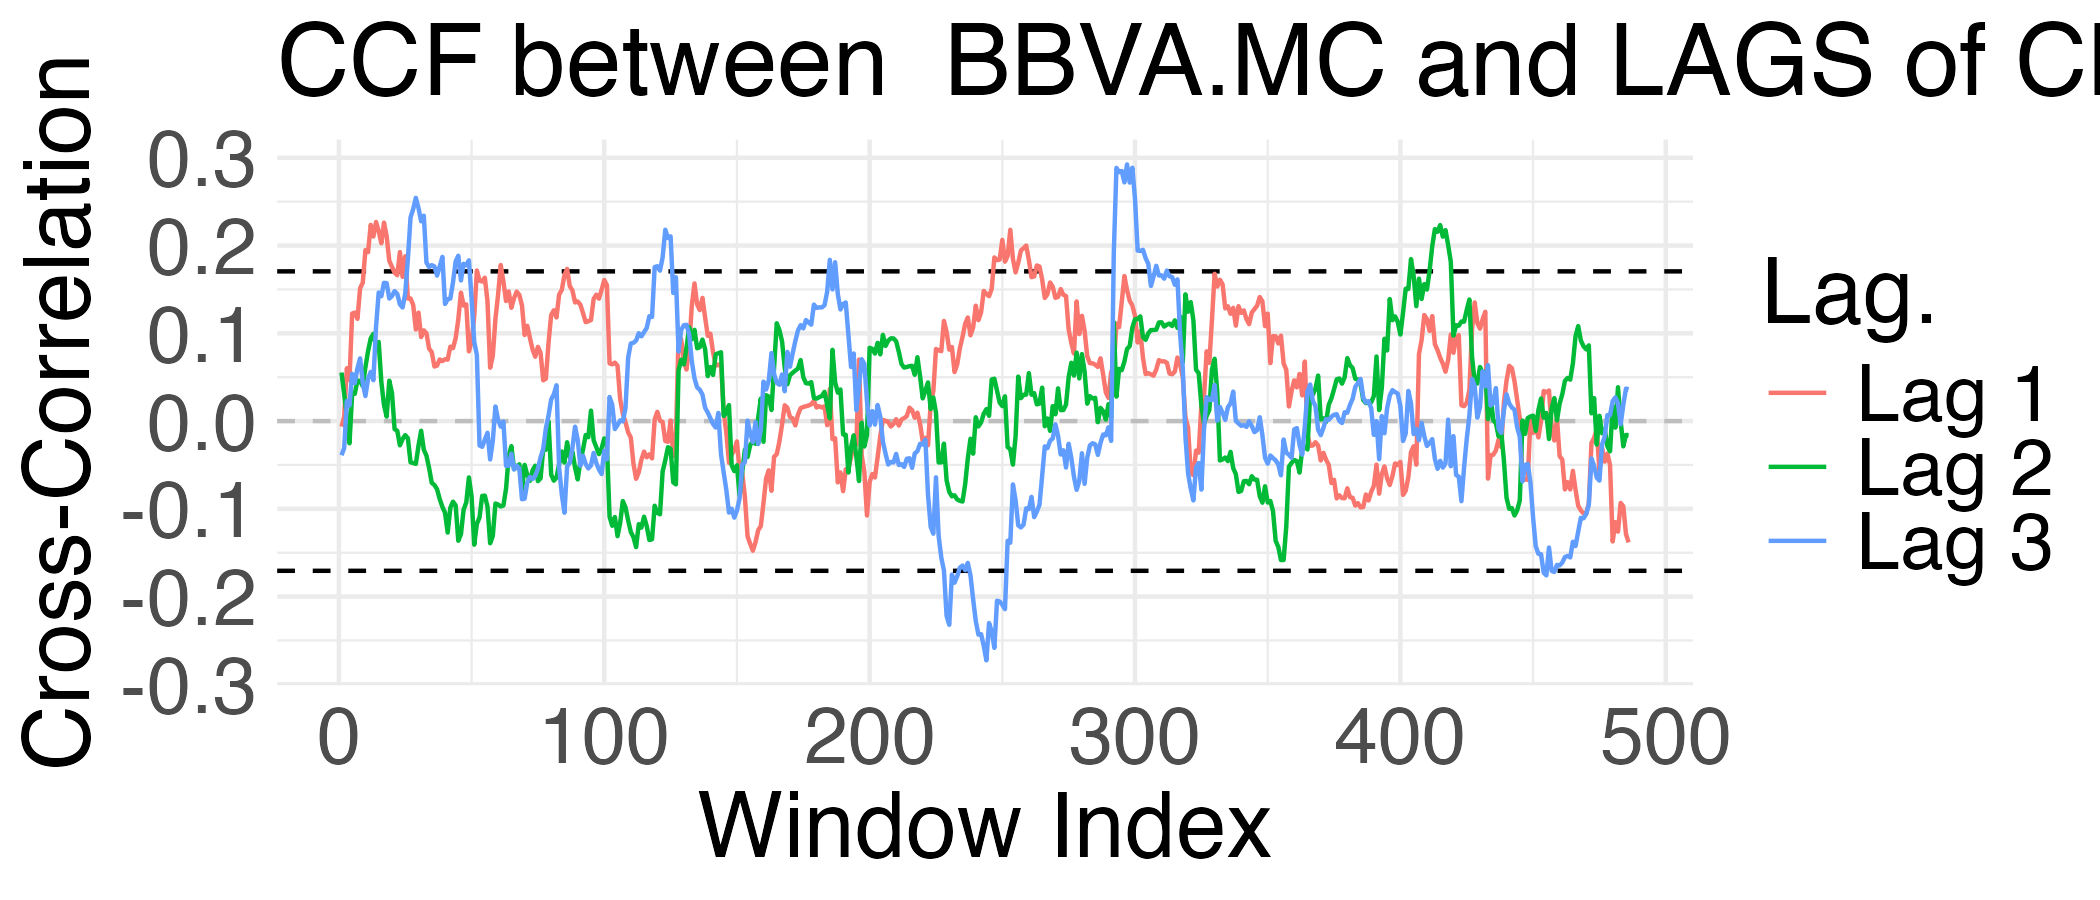 CCF between BBVA.MC and LAGS of
Cross-Correlation
0.3
0.2
0.1
0.0
-0.1
-0.2
-0.3
0 100 200 300 400 500
Window Index
Lag.
Lag 1
Lag 2
Lag 3